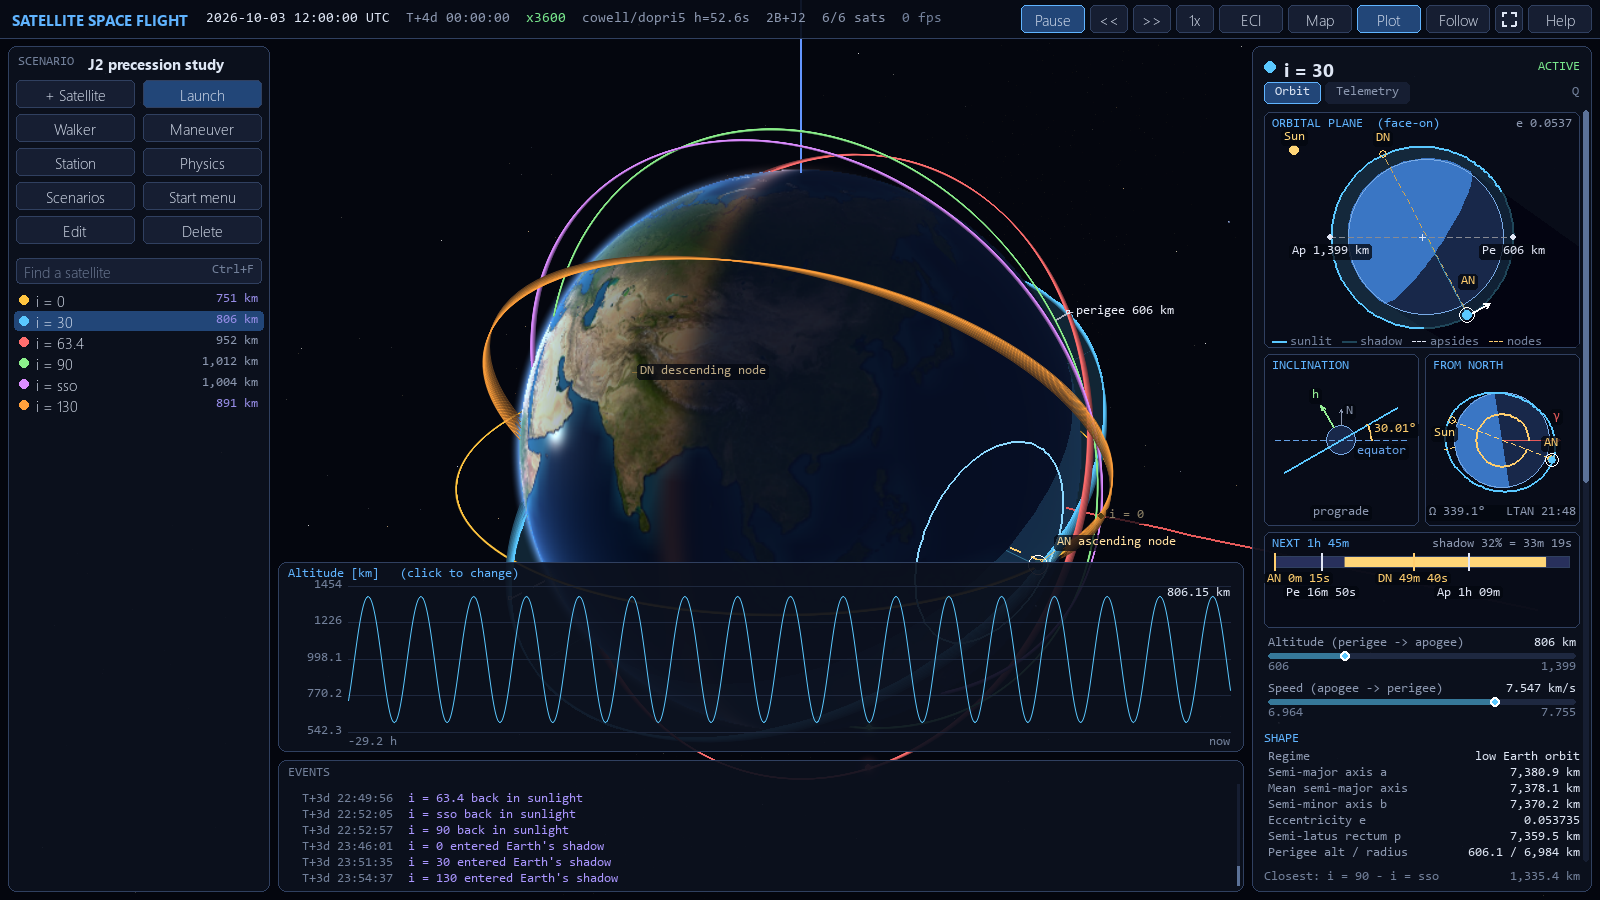 SATELLITE SPACE FLIGHT 2026-10-03 12:00:00 UTC T+4d 00:00:00 x3600 cowell/dopri5 h=52.6s 2B+J2 6/6 sats 0 fps Pause << >> 1x ECI Map Plot Follow Help
SCENARIO J2 precession study
+ Satellite Launch
Walker Maneuver
Station Physics
Scenarios Start menu
Edit Delete
Find a satellite Ctrl+F
i = 0 751 km
i = 30 806 km
i = 63.4 952 km
i = 90 1,012 km
i = sso 1,004 km
i = 130 891 km
perigee 606 km
DN descending node
i = 0
AN ascending node
Altitude [km] (click to change)
1454
806.15 km
1226
998.1
770.2
542.3
-29.2 h now
EVENTS
T+3d 22:49:56 i = 63.4 back in sunlight
T+3d 22:52:05 i = sso back in sunlight
T+3d 22:52:57 i = 90 back in sunlight
T+3d 23:46:01 i = 0 entered Earth's shadow
T+3d 23:51:35 i = 30 entered Earth's shadow
T+3d 23:54:37 i = 130 entered Earth's shadow
i = 30 ACTIVE
Orbit Telemetry Q
ORBITAL PLANE (face-on) e 0.0537
Sun DN
Ap 1,399 km Pe 606 km
AN
sunlit shadow apsides nodes
INCLINATION
h N
30.01°
equator
prograde
FROM NORTH
γ
Sun AN
Ω 339.1° LTAN 21:48
NEXT 1h 45m shadow 32% = 33m 19s
AN 0m 15s DN 49m 40s
Pe 16m 50s Ap 1h 09m
Altitude (perigee -> apogee) 806 km
606 1,399
Speed (apogee -> perigee) 7.547 km/s
6.964 7.755
SHAPE
Regime low Earth orbit
Semi-major axis a 7,380.9 km
Mean semi-major axis 7,378.1 km
Semi-minor axis b 7,370.2 km
Eccentricity e 0.053735
Semi-latus rectum p 7,359.5 km
Perigee alt / radius 606.1 / 6,984 km
Closest: i = 90 - i = sso 1,335.4 km